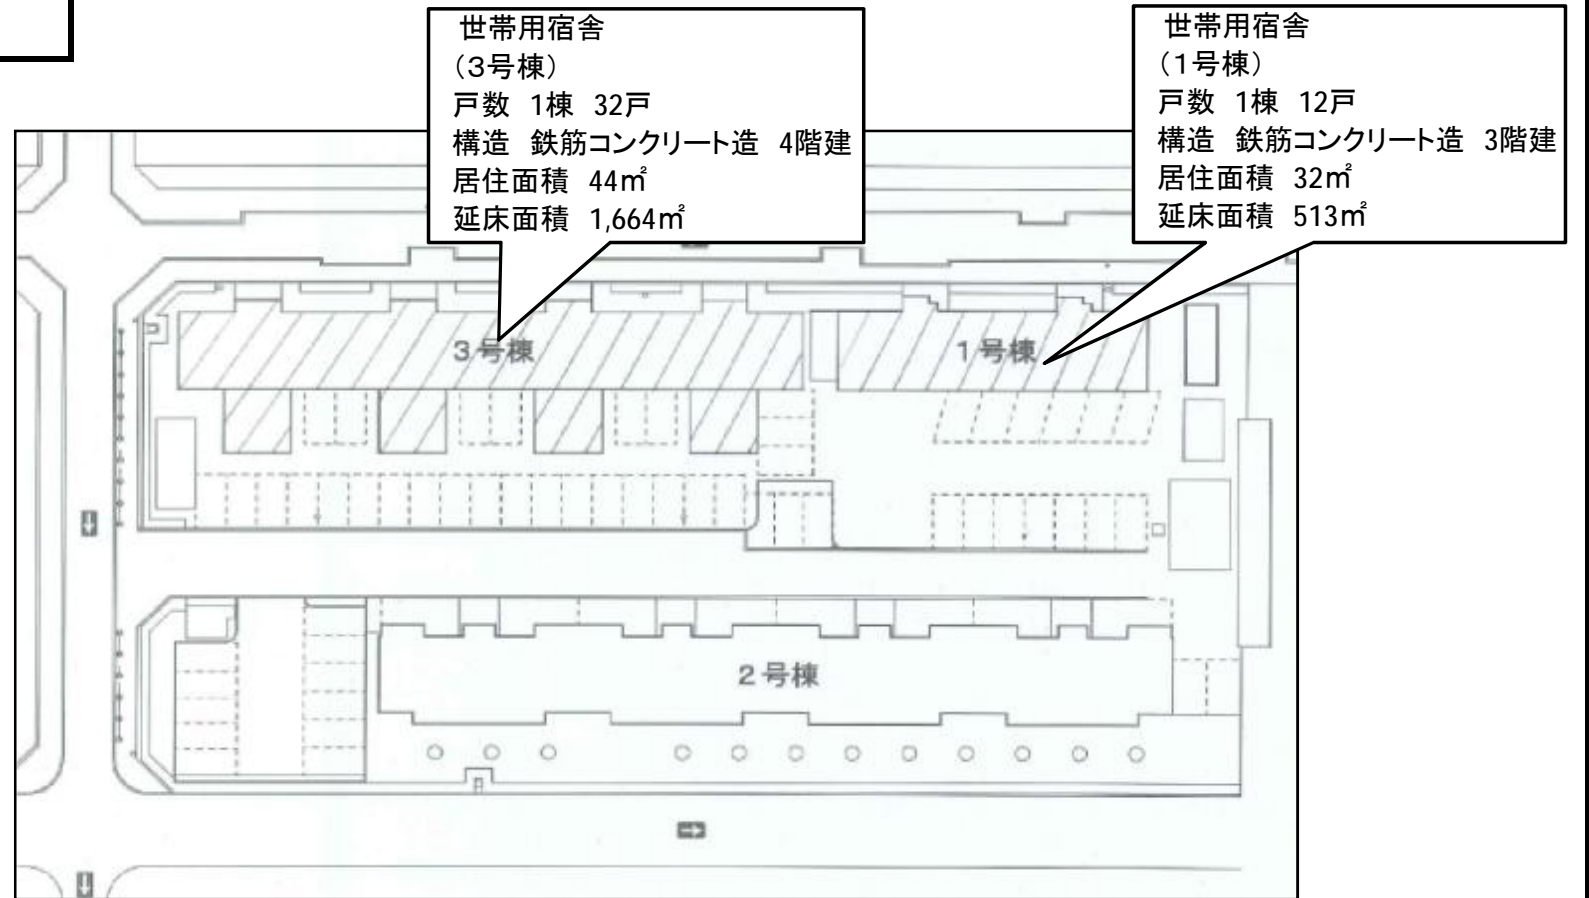 世帯用宿舎
（3号棟）
戸数 1棟 32戸
構造 鉄筋コンクリート造 4階建
居住面積 44㎡
延床面積 1,664㎡
世帯用宿舎
（1号棟）
戸数 1棟 12戸
構造 鉄筋コンクリート造 3階建
居住面積 32㎡
延床面積 513㎡
3号棟
1号棟
2号棟